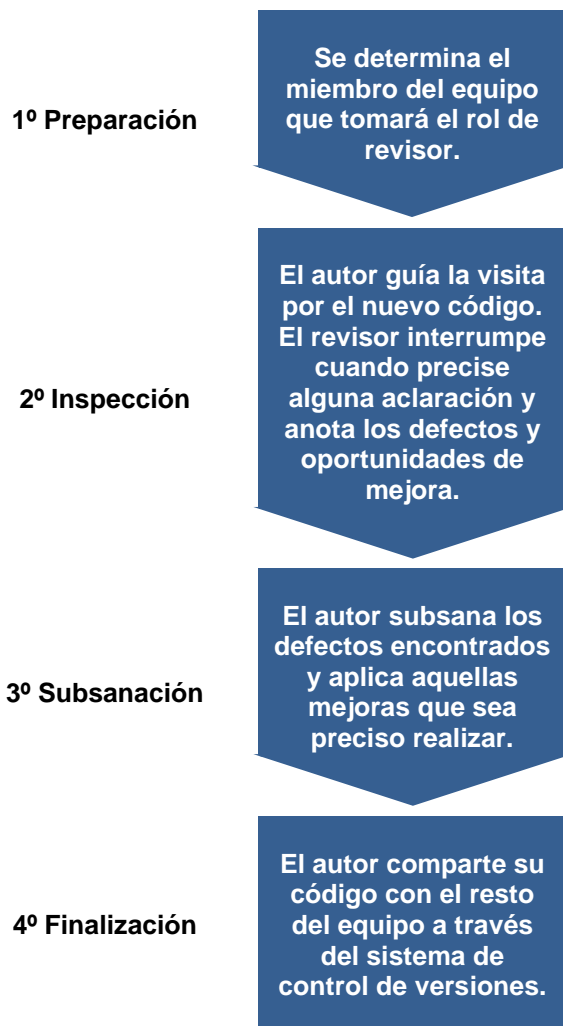 1º Preparación
Se determina el
miembro del equipo
que tomará el rol de
revisor.
2º Inspección
El autor guía la visita
por el nuevo código.
El revisor interrumpe
cuando precise
alguna aclaración y
anota los defectos y
oportunidades de
mejora.
3º Subsanación
El autor subsana los
defectos encontrados
y aplica aquellas
mejoras que sea
preciso realizar.
4º Finalización
El autor comparte su
código con el resto
del equipo a través
del sistema de
control de versiones.